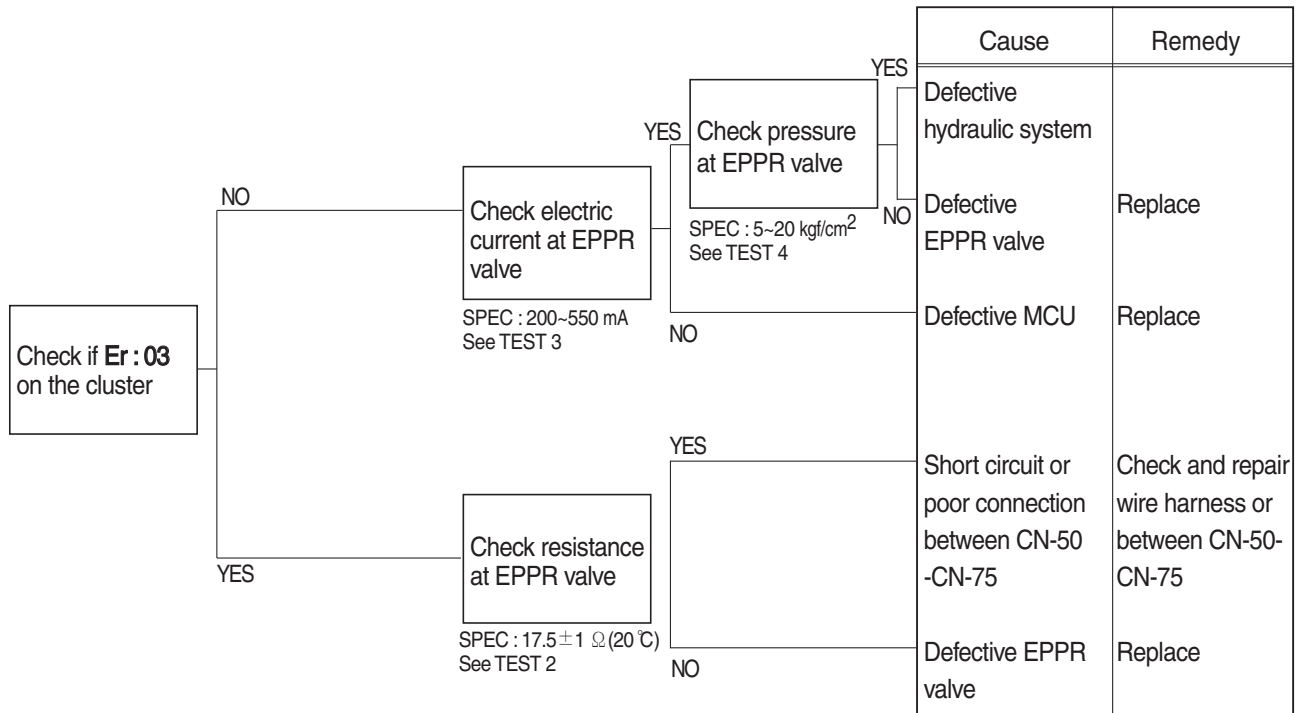 Cause Remedy
YES
Defective
hydraulic system
YES
Check pressure
at EPPR valve
NO
Check electric
current at EPPR
valve
SPEC : 5~20 kgf/cm²
See TEST 4
NO
Defective
EPPR valve
Replace
SPEC : 200~550 mA
See TEST 3
NO
Defective MCU
Replace
Check if Er : 03
on the cluster
YES
Short circuit or
poor connection
between CN-50
-CN-75
Check and repair
wire harness or
between CN-50-
CN-75
Check resistance
at EPPR valve
YES
SPEC : 17.5±1 Ω (20℃)
See TEST 2
NO
Defective EPPR
valve
Replace